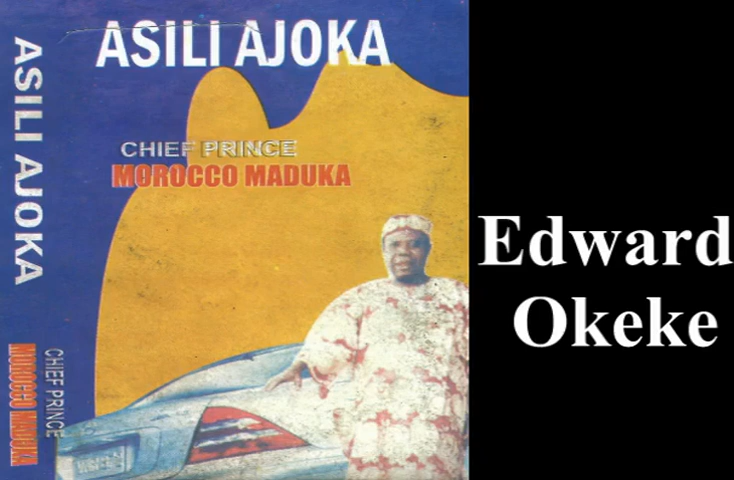 ASILI AJOKA
ASILI AJOKA
CHIEF PRINCE
MOROCCO MADUKA
CHIEF PRINCE
MOROCCO MADUKA
Edward
Okeke